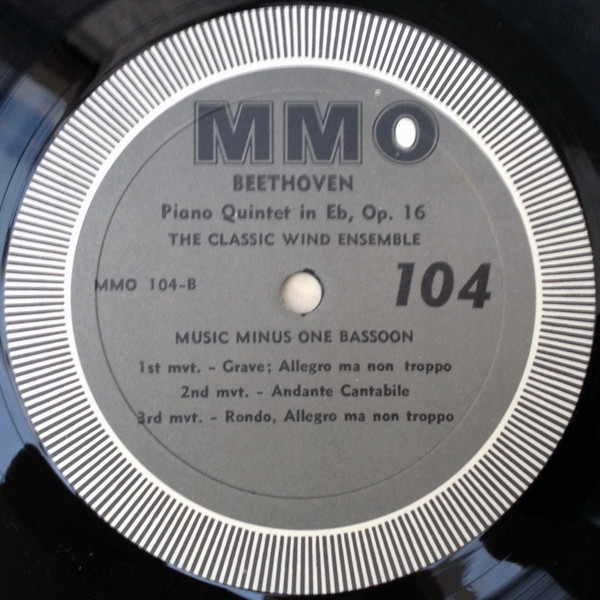 MMO
BEETHOVEN
Piano Quintet in Eb, Op. 16
THE CLASSIC WIND ENSEMBLE
MMO 104-B
104
MUSIC MINUS ONE BASSOON
1st mvt. - Grave; Allegro ma non troppo
2nd mvt. - Andante Cantabile
3rd mvt. - Rondo, Allegro ma non troppo